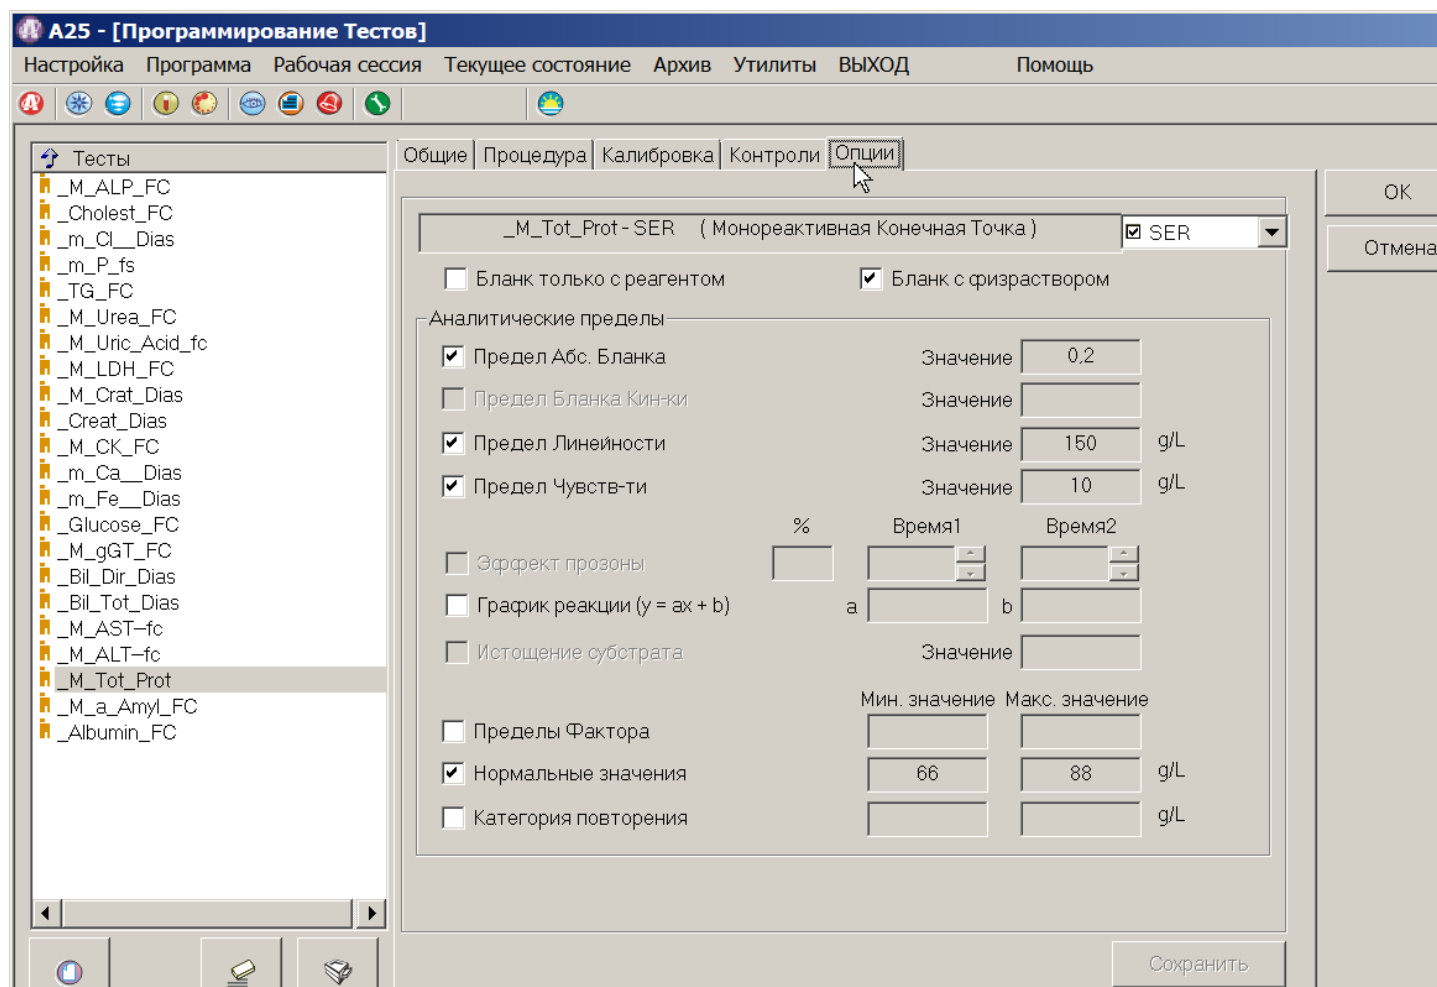 A25 - [Программирование Тестов]
Настройка Программа Рабочая сессия Текущее состояние Архив Утилиты ВЫХОД Помощь
Тесты
_M_ALP_FC
_Cholest_FC
_m_Cl__Dias
_m_P_fs
_TG_FC
_M_Urea_FC
_M_Uric_Acid_fc
_M_LDH_FC
_M_Crat_Dias
_Creat_Dias
_M_CK_FC
_m_Ca__Dias
_m_Fe__Dias
_Glucose_FC
_M_gGT_FC
_Bil_Dir_Dias
_Bil_Tot_Dias
_M_AST–fc
_M_ALT–fc
_M_Tot_Prot
_M_a_Amyl_FC
_Albumin_FC
Общие Процедура Калибровка Контроли Опции
_M_Tot_Prot - SER ( Монореактивная Конечная Точка ) SER
Бланк только с реагентом Бланк с физраствором
Аналитические пределы
Предел Абс. Бланка Значение 0,2
Предел Бланка Кин-ки Значение
Предел Линейности Значение 150 g/L
Предел Чувств-ти Значение 10 g/L
% Время1 Время2
Эффект прозоны
График реакции (y = ax + b) a b
Истощение субстрата Значение
Мин. значение Макс. значение
Пределы Фактора
Нормальные значения 66 88 g/L
Категория повторения g/L
Сохранить
OK
Отмена